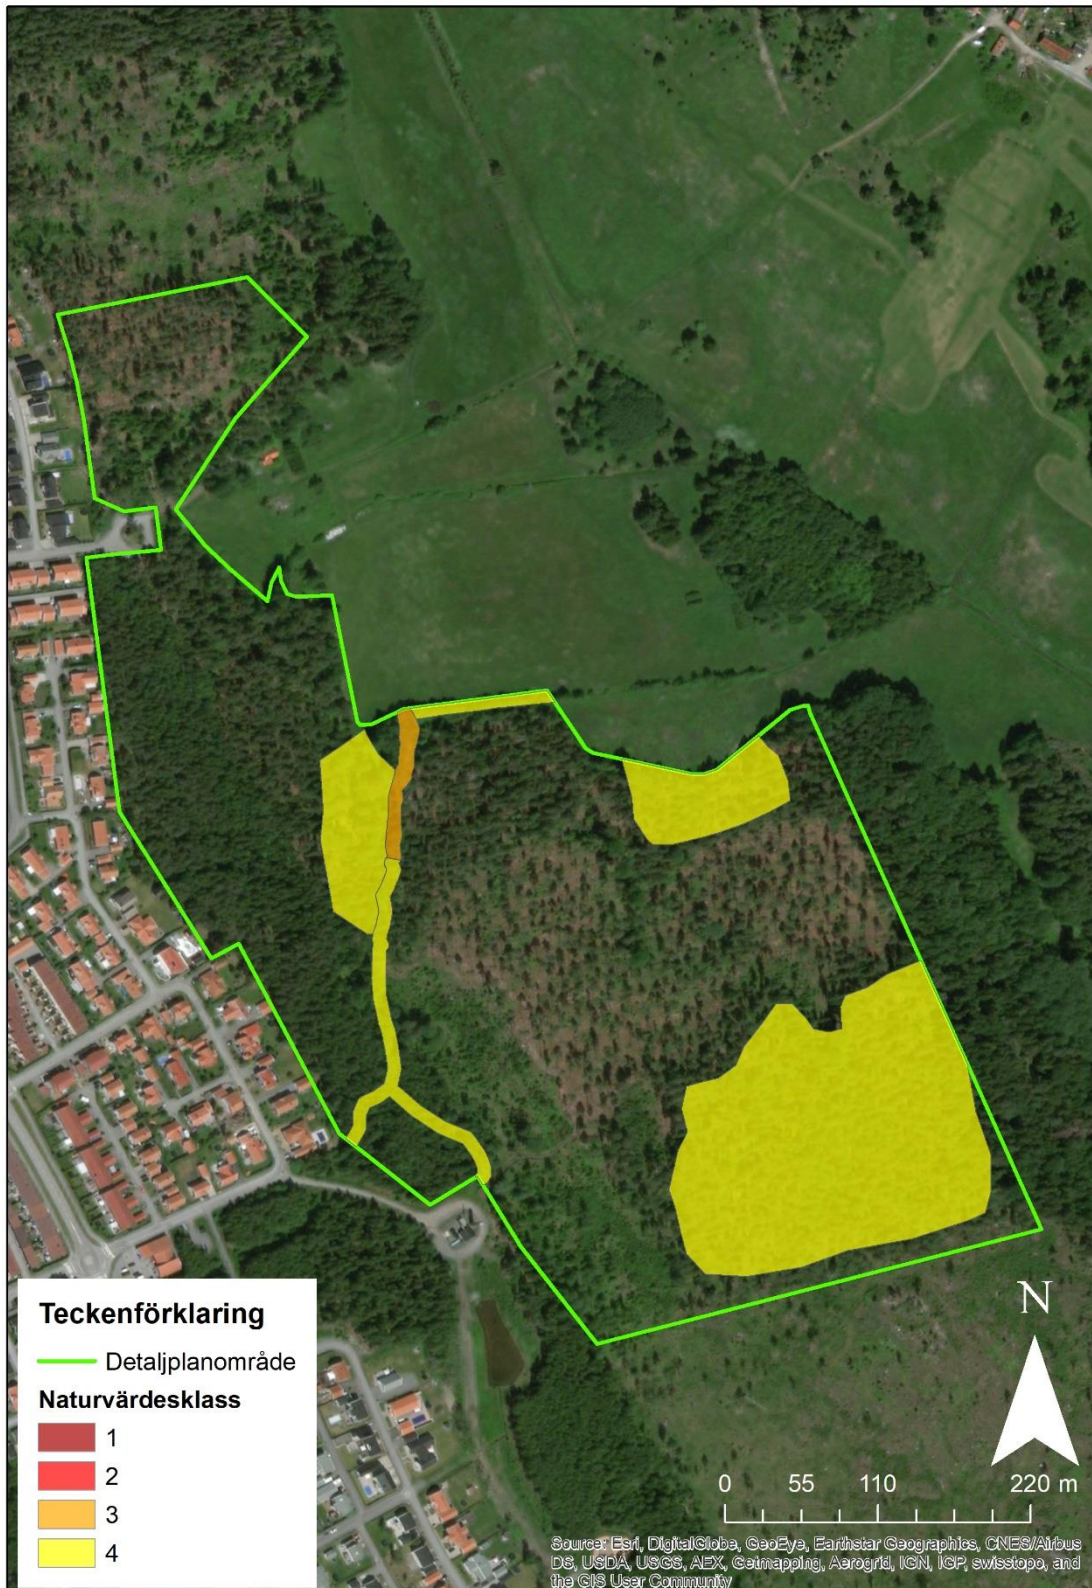 Teckenförklaring
Detaljplanområde
Naturvärdesklass
1
2
3
4
N
0 55 110 220 m
Source: Esri, DigitalGlobe, GeoEye, Earthstar Geographics, CNES/Airbus
DS, USDA, USGS, AEX, Getmapping, Aerogrid, IGN, IGP, swisstopo, and
the GIS User Community